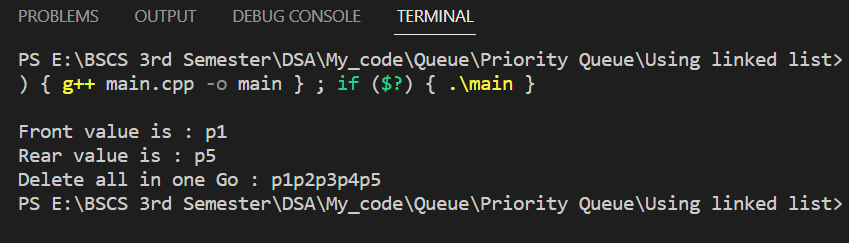 PROBLEMS OUTPUT DEBUG CONSOLE TERMINAL
PS E:\BSCS 3rd Semester\DSA\My_code\Queue\Priority Queue\Using linked list>
) { g++ main.cpp -o main } ; if ($?) { .\main }
Front value is : p1
Rear value is : p5
Delete all in one Go : p1p2p3p4p5
PS E:\BSCS 3rd Semester\DSA\My_code\Queue\Priority Queue\Using linked list>